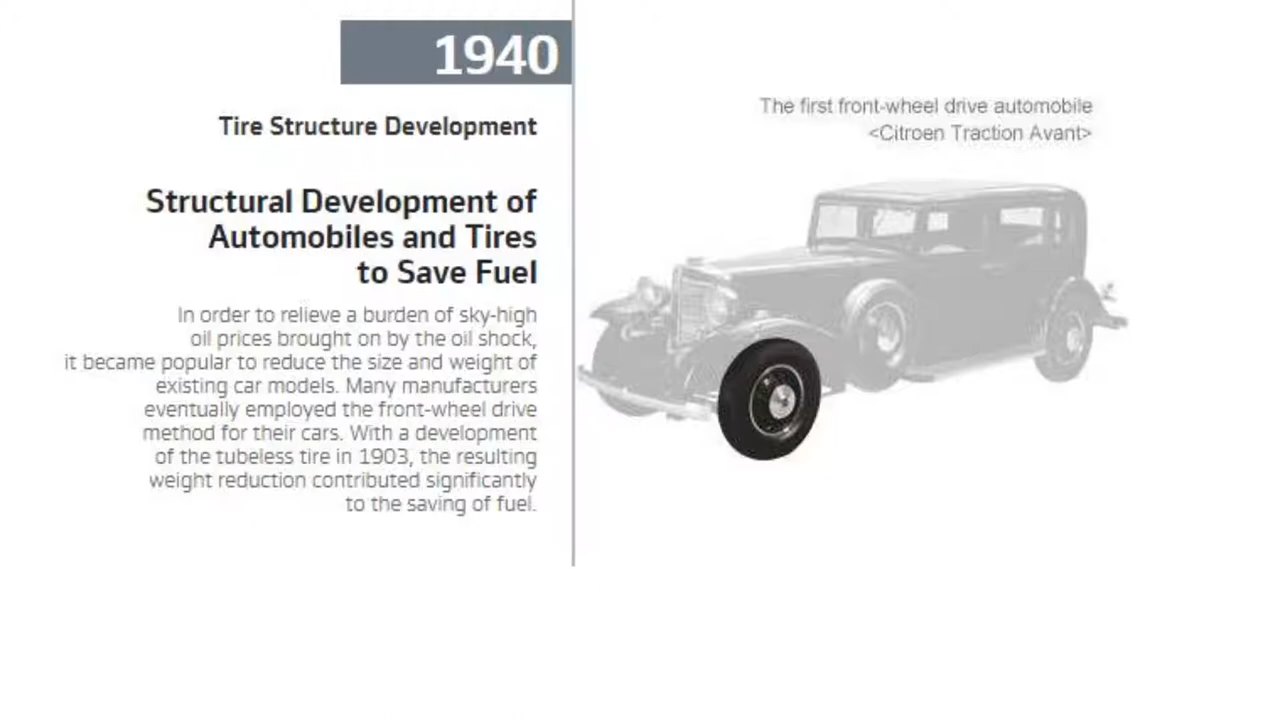 1940
Tire Structure Development
Structural Development of
Automobiles and Tires
to Save Fuel
In order to relieve a burden of sky-high
oil prices brought on by the oil shock,
it became popular to reduce the size and weight of
existing car models. Many manufacturers
eventually employed the front-wheel drive
method for their cars. With a development
of the tubeless tire in 1903, the resulting
weight reduction contributed significantly
to the saving of fuel.
The first front-wheel drive automobile
<Citroen Traction Avant>